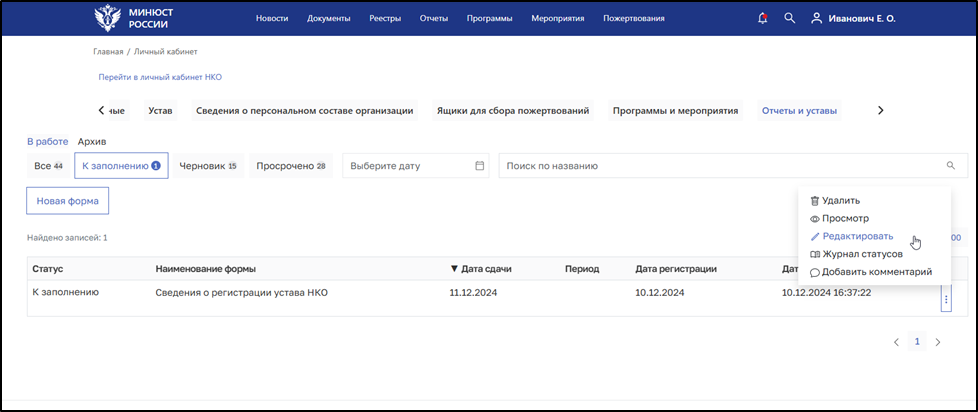 МИНЮСТ
РОССИИ
Новости Документы Реестры Отчеты Программы Мероприятия Пожертвования Иванович Е. О.
Главная / Личный кабинет
Перейти в личный кабинет НКО
ные Устав Сведения о персональном составе организации Ящики для сбора пожертвований Программы и мероприятия Отчеты и уставы
В работе Архив
Все 44 К заполнению 1 Черновик 15 Просрочено 28 Выберите дату Поиск по названию
Новая форма
Удалить
Просмотр
Редактировать
Журнал статусов
Добавить комментарий
Найдено записей: 1 00
Статус Наименование формы ▼ Дата сдачи Период Дата регистрации Дат
К заполнению Сведения о регистрации устава НКО 11.12.2024 10.12.2024 10.12.2024 16:37:22
1